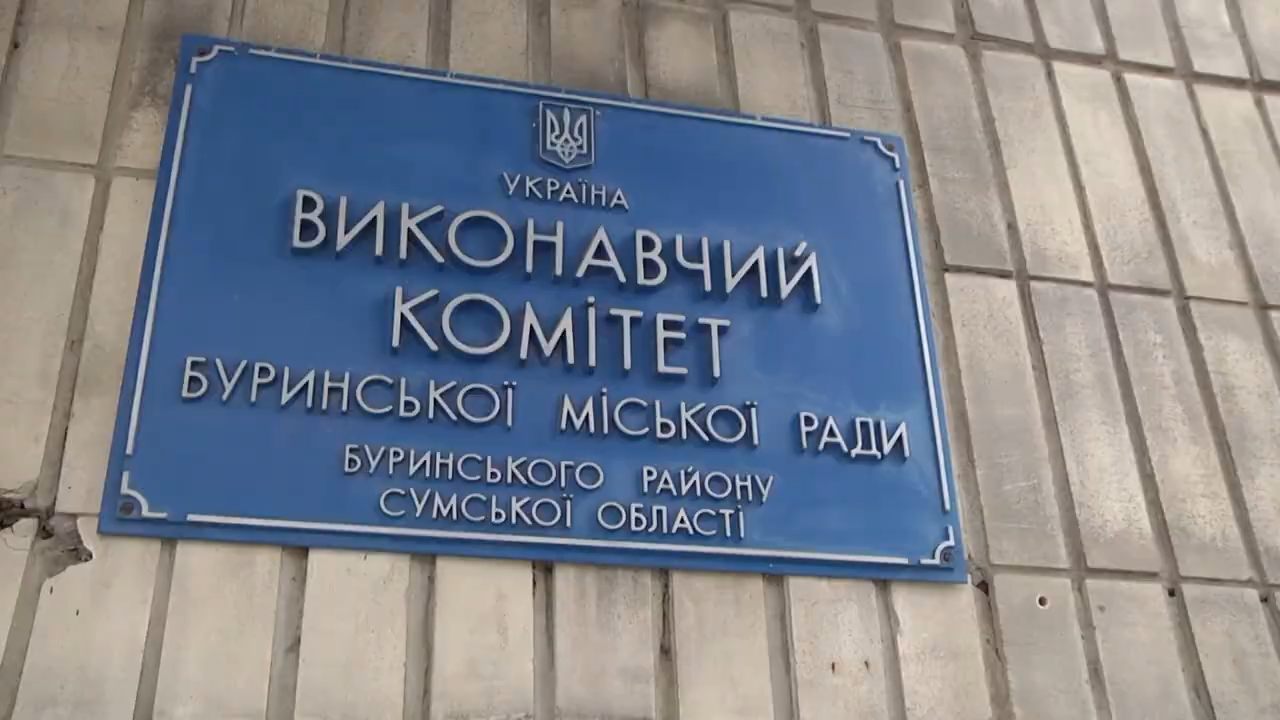 УКРАЇНА
ВИКОНАВЧИЙ
КОМІТЕТ
БУРИНСЬКОЇ МІСЬКОЇ РАДИ
БУРИНСЬКОГО РАЙОНУ
СУМСЬКОЇ ОБЛАСТІ